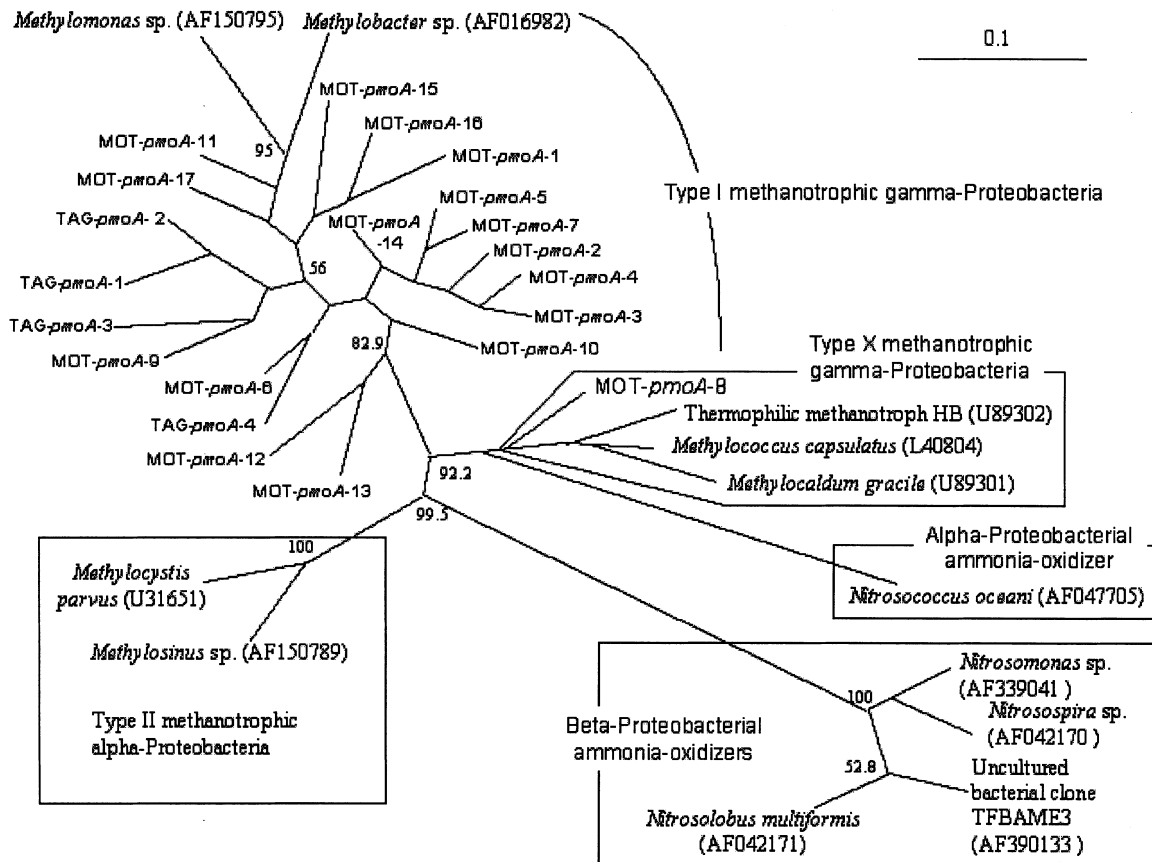 Methylomonas sp. (AF150795) Methylobacter sp. (AF016982)
0.1
MOT-pmoA-15
MOT-pmoA-16
MOT-pmoA-11
95
MOT-pmoA-1
MOT-pmoA-17
Type I methanotrophic gamma-Proteobacteria
MOT-pmoA-5
TAG-pmoA-2
MOT-pmoA
-14
MOT-pmoA-7
MOT-pmoA-2
56
MOT-pmoA-4
TAG-pmoA-1
MOT-pmoA-3
TAG-pmoA-3
82.9
MOT-pmoA-10
MOT-pmoA-9
Type X methanotrophic
gamma-Proteobacteria
MOT-pmoA-6
MOT-pmoA-8
Thermophilic methanotroph HB (U89302)
TAG-pmoA-4
Methylococcus capsulatus (L40804)
MOT-pmoA-12
92.2
Methylocaldum gracile (U89301)
MOT-pmoA-13
99.5
Alpha-Proteobacterial
ammonia-oxidizer
100
Methylocystis
parvus (U31651)
Nitrosococcus oceani (AF047705)
Methylosinus sp. (AF150789)
Type II methanotrophic
alpha-Proteobacteria
Nitrosomonas sp.
(AF339041 )
100
Nitrosospira sp.
(AF042170 )
Beta-Proteobacterial
ammonia-oxidizers
52.8
Uncultured
bacterial clone
TFBAME3
(AF390133)
Nitrosolobus multiformis
(AF042171)